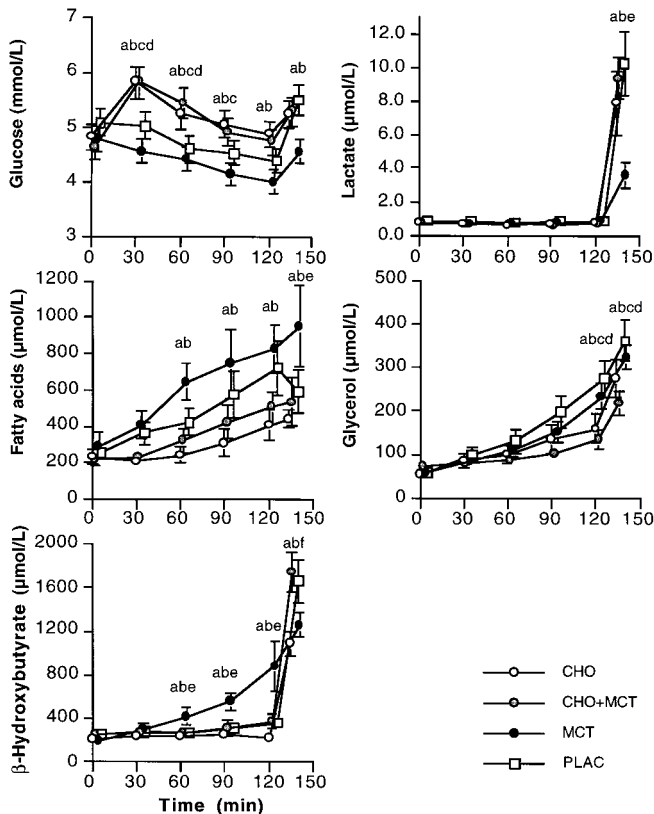 Glucose (mmol/L)
7
6
5
4
3
abcd
abcd
abc
ab
ab
0 30 60 90 120 150
Lactate (µmol/L)
12.0
10.0
8.0
6.0
4.0
2.0
0.0
abe
0 30 60 90 120 150
Fatty acids (µmol/L)
1200
1000
800
600
400
200
0
ab
ab
ab
abe
0 30 60 90 120 150
Glycerol (µmol/L)
500
400
300
200
100
0
abcd
abcd
0 30 60 90 120 150
β-Hydroxybutyrate (µmol/L)
2000
1600
1200
800
400
0
abe
abe
abe
abf
0 30 60 90 120 150
Time (min)
CHO
CHO+MCT
MCT
PLAC